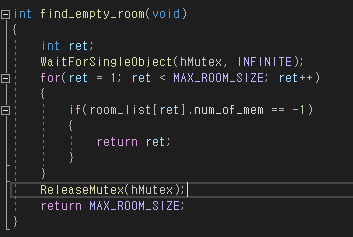 int find_empty_room(void)
{
    int ret;
    WaitForSingleObject(hMutex, INFINITE);
    for(ret = 1; ret < MAX_ROOM_SIZE; ret++)
    {
        if(room_list[ret].num_of_mem == -1)
        {
            return ret;
        }
    }
    ReleaseMutex(hMutex);
    return MAX_ROOM_SIZE;
}